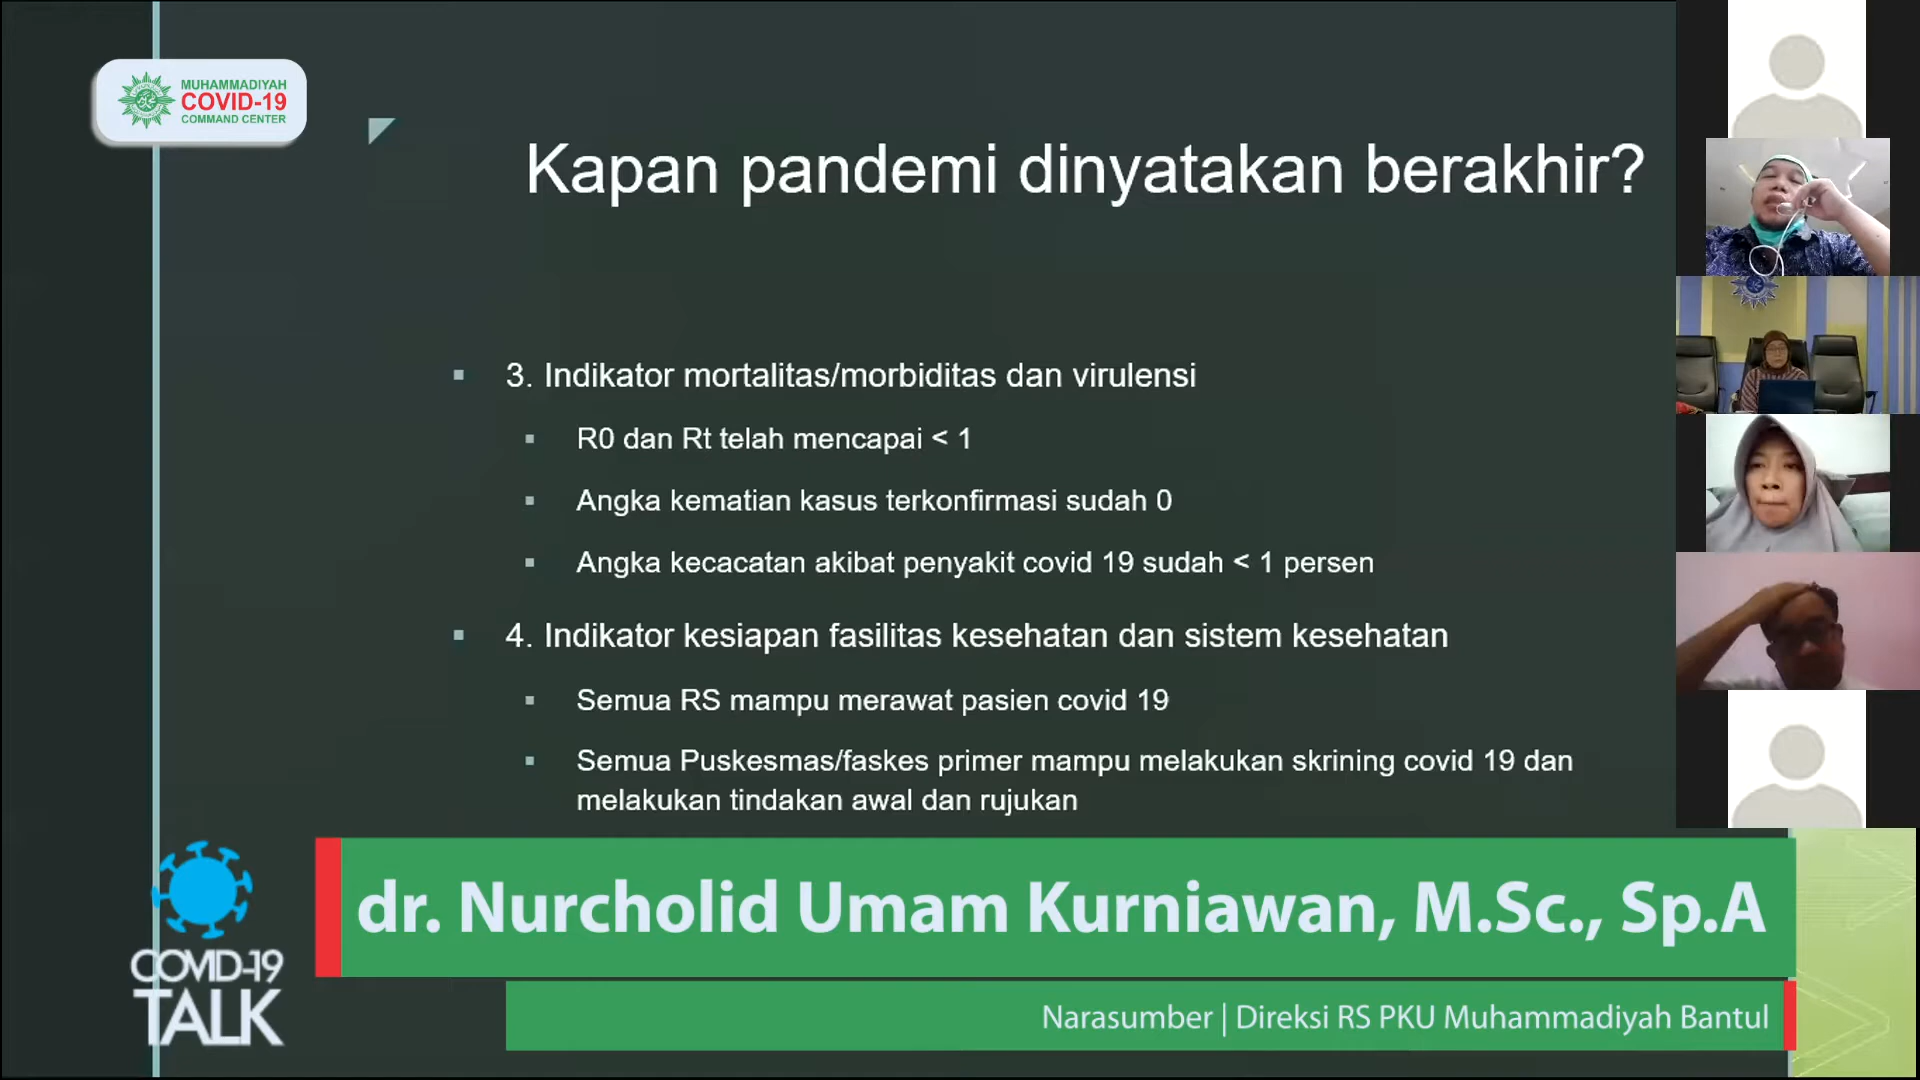 MUHAMMADIYAH
COVID-19
COMMAND CENTER
Kapan pandemi dinyatakan berakhir?
▪ 3. Indikator mortalitas/morbiditas dan virulensi
▪ R0 dan Rt telah mencapai < 1
▪ Angka kematian kasus terkonfirmasi sudah 0
▪ Angka kecacatan akibat penyakit covid 19 sudah < 1 persen
▪ 4. Indikator kesiapan fasilitas kesehatan dan sistem kesehatan
▪ Semua RS mampu merawat pasien covid 19
▪ Semua Puskesmas/faskes primer mampu melakukan skrining covid 19 dan
melakukan tindakan awal dan rujukan
COVID-19
TALK
dr. Nurcholid Umam Kurniawan, M.Sc., Sp.A
Narasumber | Direksi RS PKU Muhammadiyah Bantul